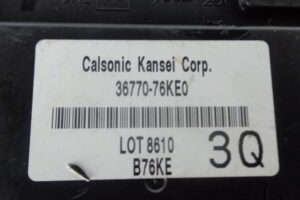 Calsonic Kansei Corp.
36770-76KE0
LOT 8610
3Q
B76KE